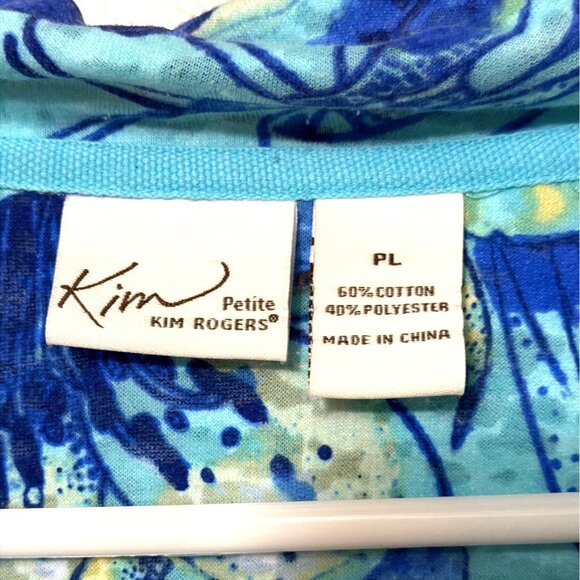 Kim Petite
KIM ROGERS®
PL
60% COTTON
40% POLYESTER
MADE IN CHINA